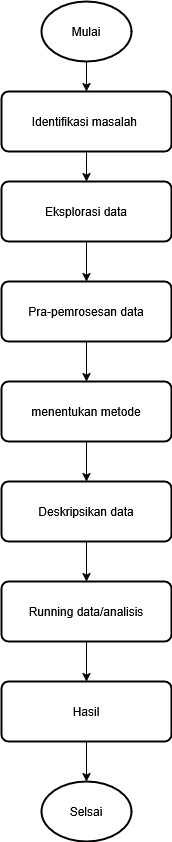 Mulai
Identifikasi masalah
Eksplorasi data
Pra-pemrosesan data
menentukan metode
Deskripsikan data
Running data/analisis
Hasil
Selsai